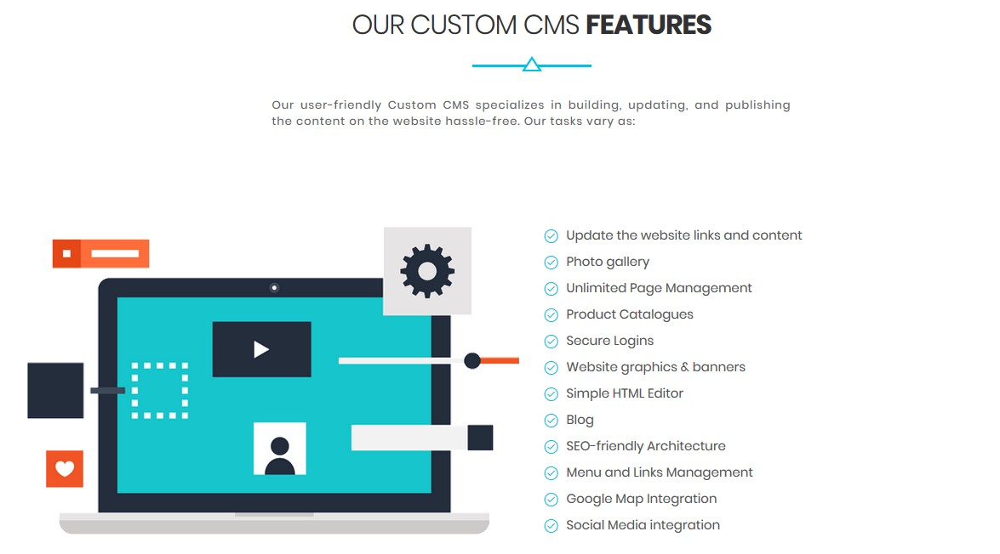 OUR CUSTOM CMS FEATURES
Our user-friendly Custom CMS specializes in building, updating, and publishing
the content on the website hassle-free. Our tasks vary as:
Update the website links and content
Photo gallery
Unlimited Page Management
Product Catalogues
Secure Logins
Website graphics & banners
Simple HTML Editor
Blog
SEO-friendly Architecture
Menu and Links Management
Google Map Integration
Social Media integration